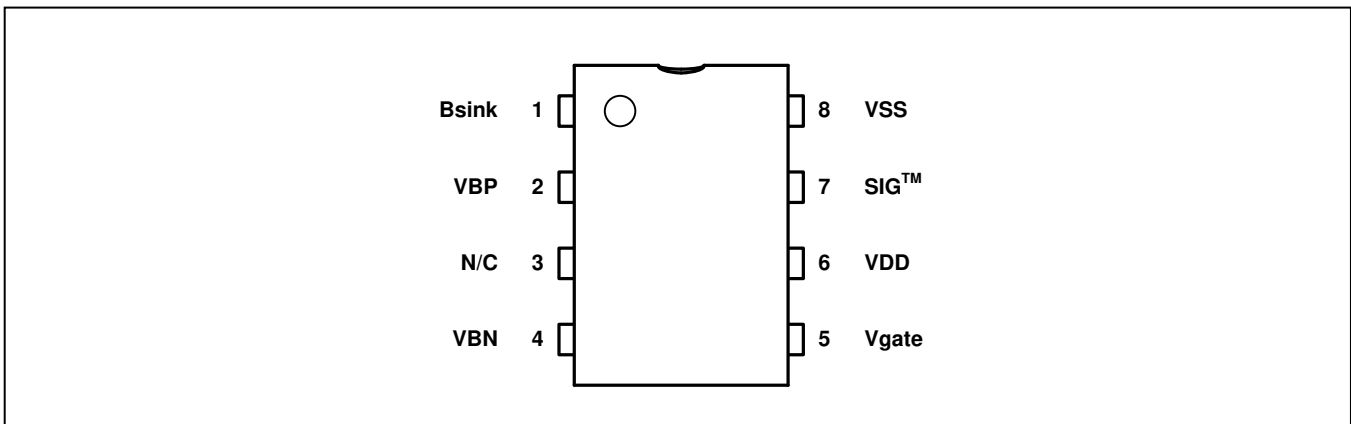 Bsink 1 8 VSS
VBP 2 7 SIG™
N/C 3 6 VDD
VBN 4 5 Vgate